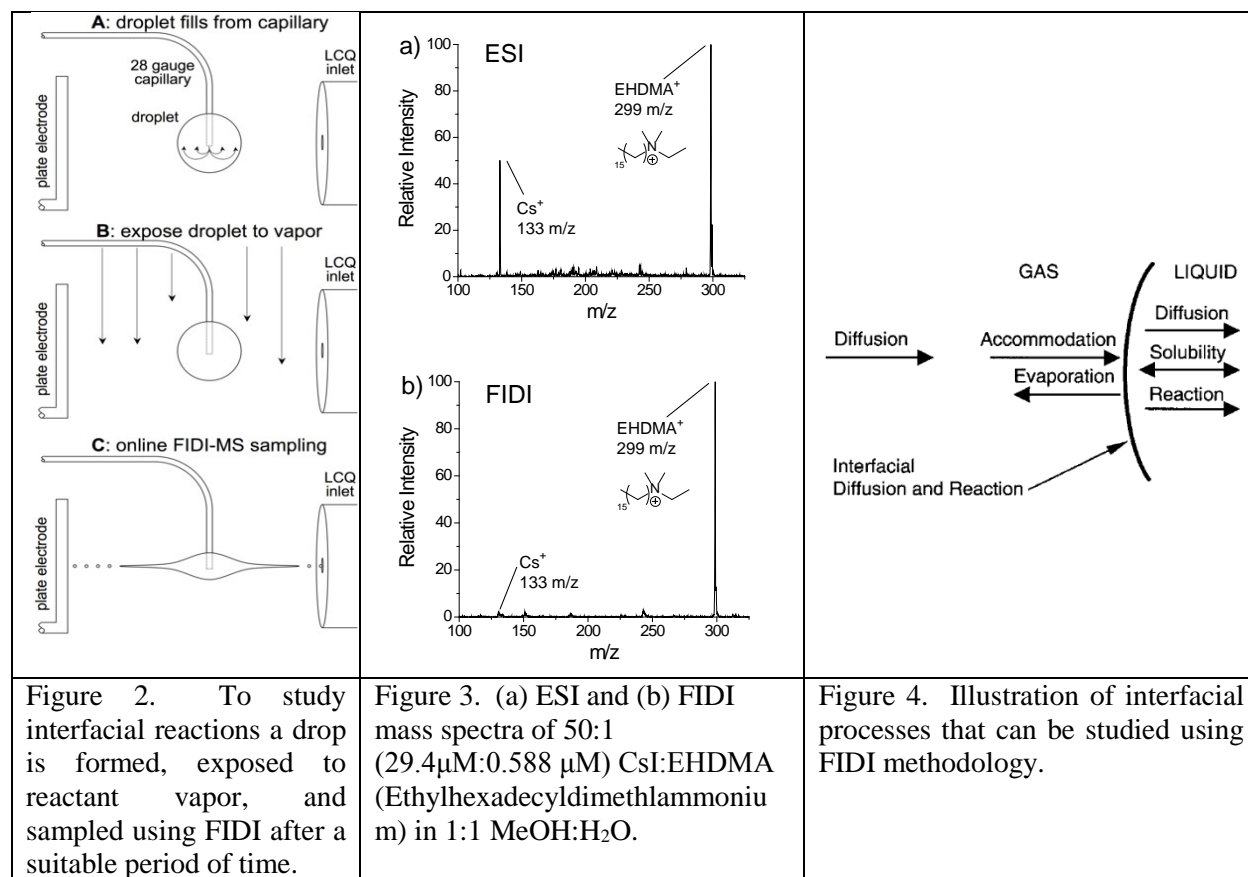 A: droplet fills from capillary
28 gauge
capillary
LCQ
inlet
droplet
plate electrode
B: expose droplet to vapor
LCQ
inlet
plate electrode
C: online FIDI-MS sampling
LCQ
inlet
plate electrode
a)
ESI
Relative Intensity
100
80
60
40
20
0
EHDMA+
299 m/z
N
15
⊕
Cs+
133 m/z
100
150
200
250
300
m/z
b)
FIDI
Relative Intensity
100
80
60
40
20
0
EHDMA+
299 m/z
N
15
⊕
Cs+
133 m/z
100
150
200
250
300
m/z
GAS
LIQUID
Diffusion
Accommodation
Evaporation
Diffusion
Solubility
Reaction
Interfacial
Diffusion and Reaction
Figure 2. To study
interfacial reactions a drop
is formed, exposed to
reactant vapor, and
sampled using FIDI after a
suitable period of time.
Figure 3. (a) ESI and (b) FIDI
mass spectra of 50:1
(29.4μM:0.588 μM) CsI:EHDMA
(Ethylhexadecyldimethlammoniu
m) in 1:1 MeOH:H₂O.
Figure 4. Illustration of interfacial
processes that can be studied using
FIDI methodology.